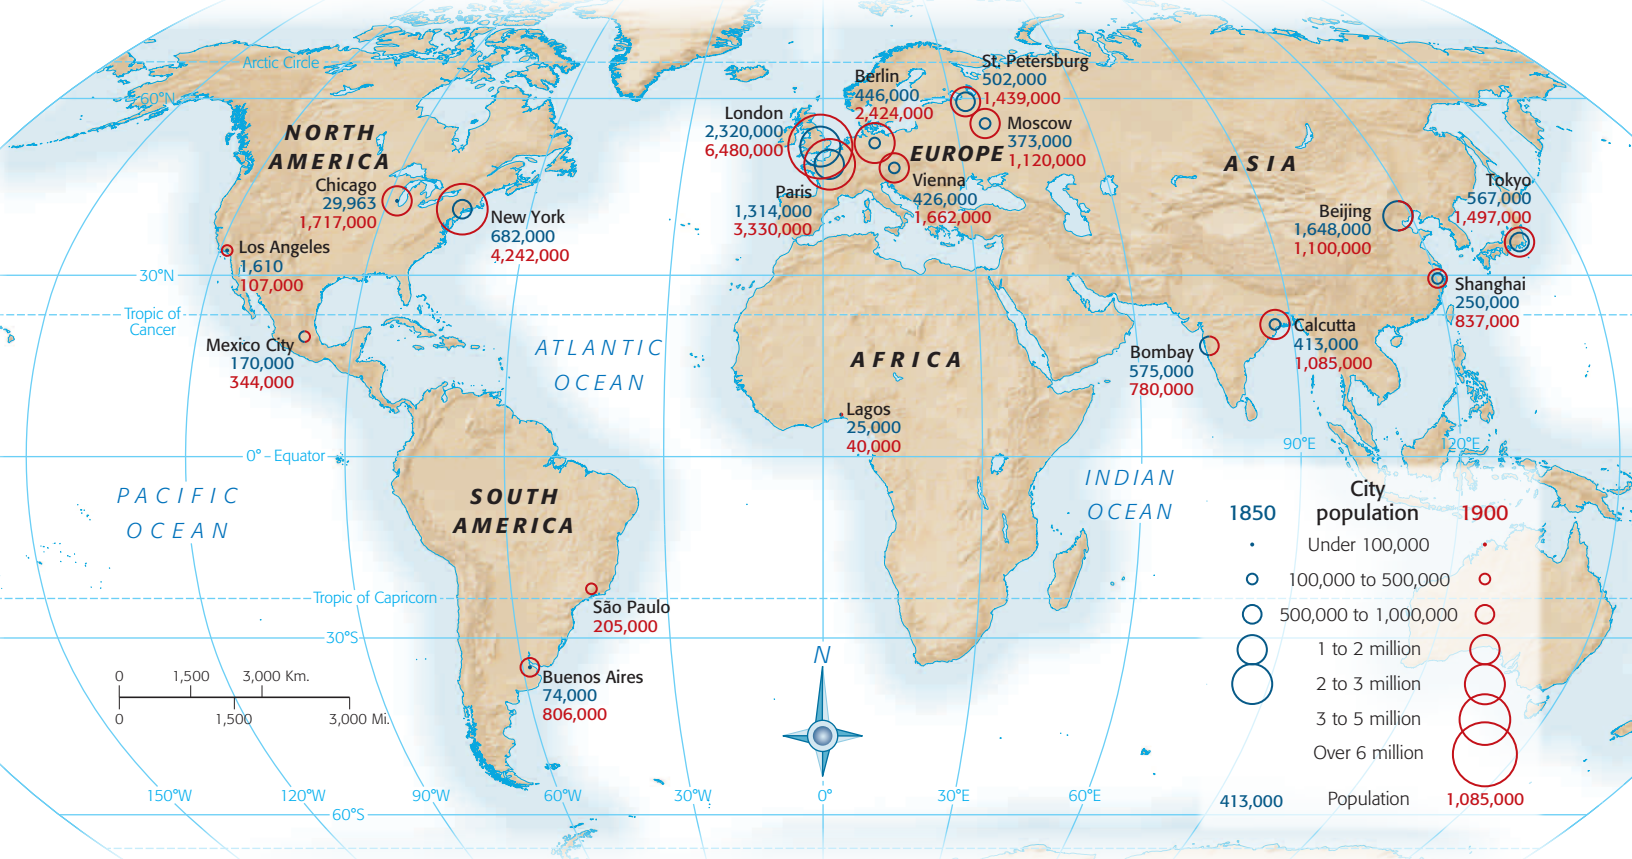 Arctic Circle
60°N
NORTH
AMERICA
Chicago
29,963
1,717,000
New York
682,000
4,242,000
Los Angeles
1,610
107,000
30°N
Tropic of
Cancer
Mexico City
170,000
344,000
ATLANTIC
OCEAN
London
2,320,000
6,480,000
Paris
1,314,000
3,330,000
Berlin
446,000
2,424,000
St. Petersburg
502,000
1,439,000
Moscow
373,000
1,120,000
EUROPE
Vienna
426,000
1,662,000
ASIA
Tokyo
567,000
1,497,000
Beijing
1,648,000
1,100,000
Shanghai
250,000
837,000
Calcutta
413,000
1,085,000
Bombay
575,000
780,000
AFRICA
Lagos
25,000
40,000
0° – Equator
90°E
120°E
PACIFIC
OCEAN
SOUTH
AMERICA
INDIAN
OCEAN
Tropic of Capricorn
São Paulo
205,000
30°S
Buenos Aires
74,000
806,000
0 1,500 3,000 Km.
0 1,500 3,000 Mi.
N
150°W 120°W 90°W 60°W 30°W 0° 30°E 60°E
60°S
City
1850 population 1900
Under 100,000
100,000 to 500,000
500,000 to 1,000,000
1 to 2 million
2 to 3 million
3 to 5 million
Over 6 million
413,000 Population 1,085,000